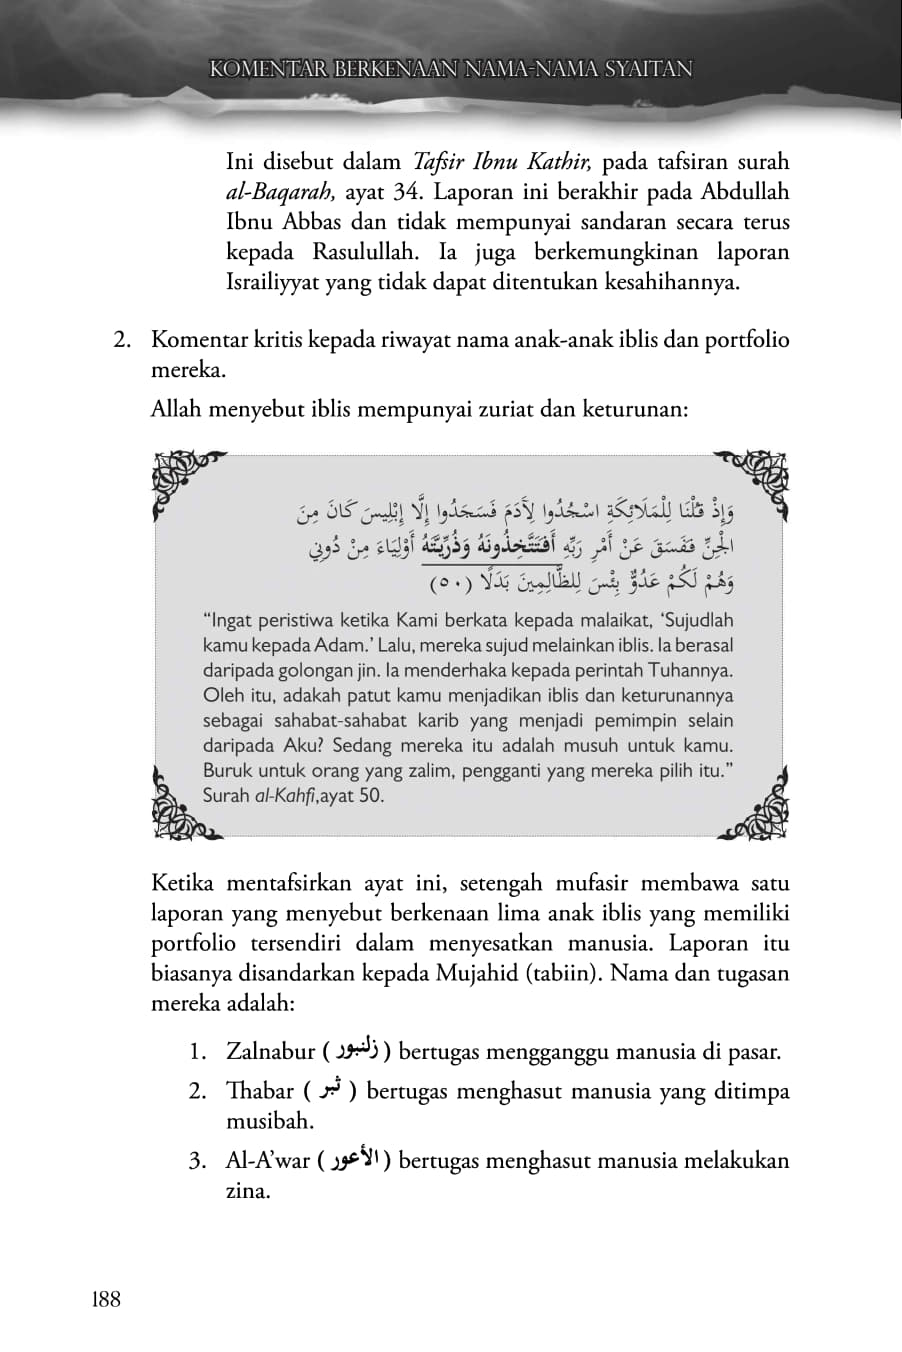 KOMENTAR BERKENAAN NAMA-NAMA SYAITAN
Ini disebut dalam Tafsir Ibnu Kathir, pada tafsiran surah
al-Baqarah, ayat 34. Laporan ini berakhir pada Abdullah
Ibnu Abbas dan tidak mempunyai sandaran secara terus
kepada Rasulullah. Ia juga berkemungkinan laporan
Israiliyyat yang tidak dapat ditentukan kesahihannya.
2. Komentar kritis kepada riwayat nama anak-anak iblis dan portfolio
mereka.
Allah menyebut iblis mempunyai zuriat dan keturunan:
وَإِذْ قُلْنَا لِلْمَلَائِكَةِ اسْجُدُوا لِآَدَمَ فَسَجَدُوا إِلَّا إِبْلِيسَ كَانَ مِنَ
الْجِنِّ فَفَسَقَ عَنْ أَمْرِ رَبِّهِ أَفَتَتَّخِذُونَهُ وَذُرِّيَّتَهُ أَوْلِيَاءَ مِنْ دُونِي
وَهُمْ لَكُمْ عَدُوٌّ بِئْسَ لِلظَّالِمِينَ بَدَلًا (٥٠)
“Ingat peristiwa ketika Kami berkata kepada malaikat, ‘Sujudlah
kamu kepada Adam.’ Lalu, mereka sujud melainkan iblis. Ia berasal
daripada golongan jin. Ia menderhaka kepada perintah Tuhannya.
Oleh itu, adakah patut kamu menjadikan iblis dan keturunannya
sebagai sahabat-sahabat karib yang menjadi pemimpin selain
daripada Aku? Sedang mereka itu adalah musuh untuk kamu.
Buruk untuk orang yang zalim, pengganti yang mereka pilih itu.”
Surah al-Kahfi,ayat 50.
Ketika mentafsirkan ayat ini, setengah mufasir membawa satu
laporan yang menyebut berkenaan lima anak iblis yang memiliki
portfolio tersendiri dalam menyesatkan manusia. Laporan itu
biasanya disandarkan kepada Mujahid (tabiin). Nama dan tugasan
mereka adalah:
1. Zalnabur ( زلنبور ) bertugas mengganggu manusia di pasar.
2. Thabar ( ثبر ) bertugas menghasut manusia yang ditimpa
musibah.
3. Al-A’war ( الأعور ) bertugas menghasut manusia melakukan
zina.
188